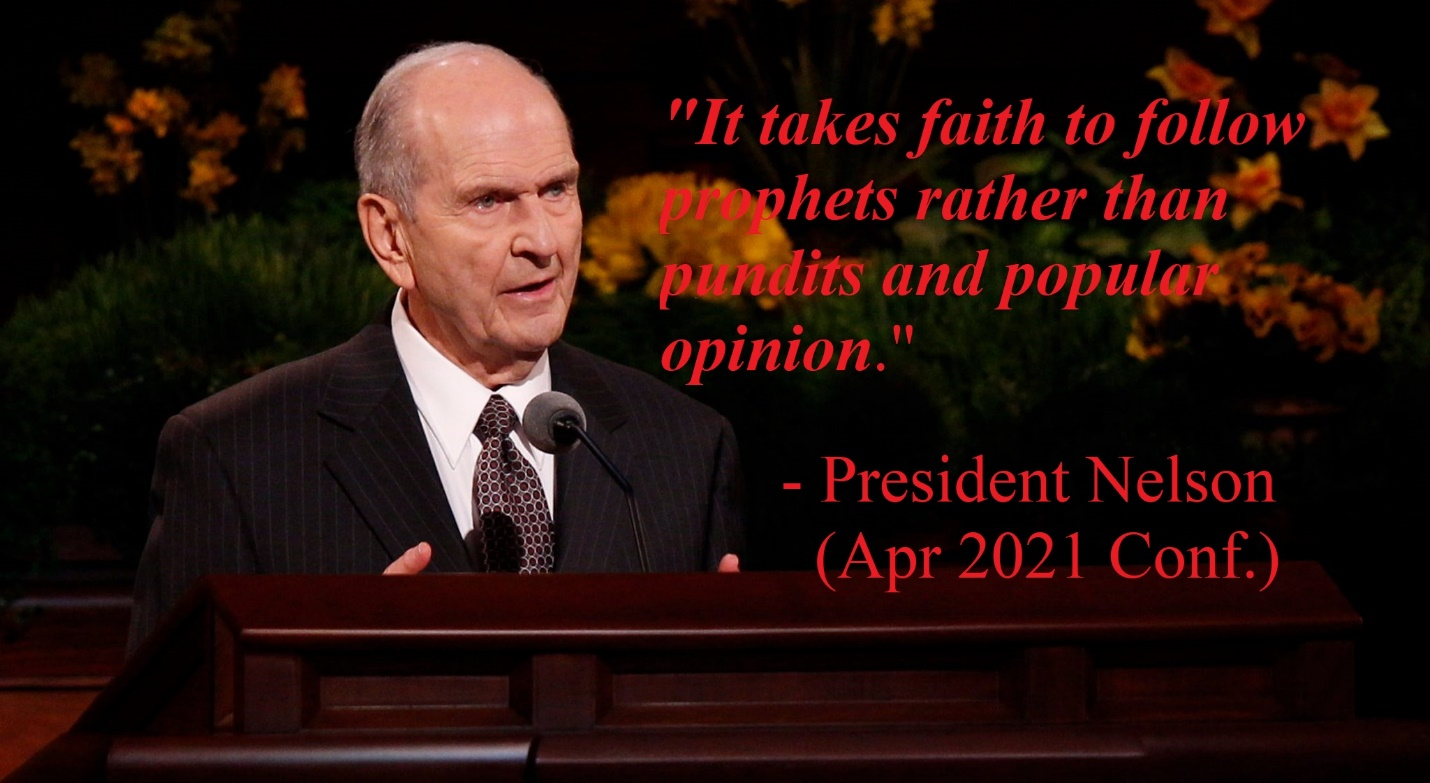 "It takes faith to follow
prophets rather than
pundits and popular
opinion."
- President Nelson
(Apr 2021 Conf.)